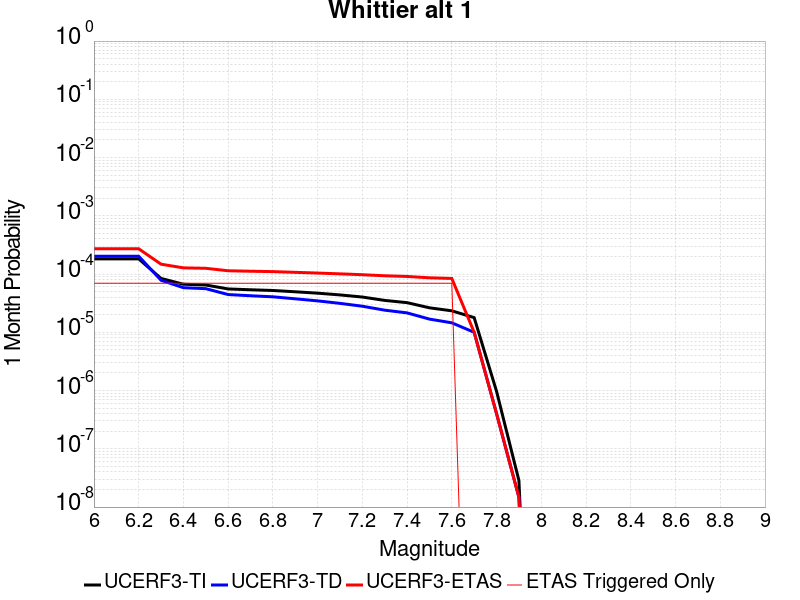 Whittier alt 1
10^0
10^-1
10^-2
10^-3
10^-4
10^-5
10^-6
10^-7
10^-8
1 Month Probability
6 6.2 6.4 6.6 6.8 7 7.2 7.4 7.6 7.8 8 8.2 8.4 8.6 8.8 9
Magnitude
UCERF3-TI UCERF3-TD UCERF3-ETAS ETAS Triggered Only